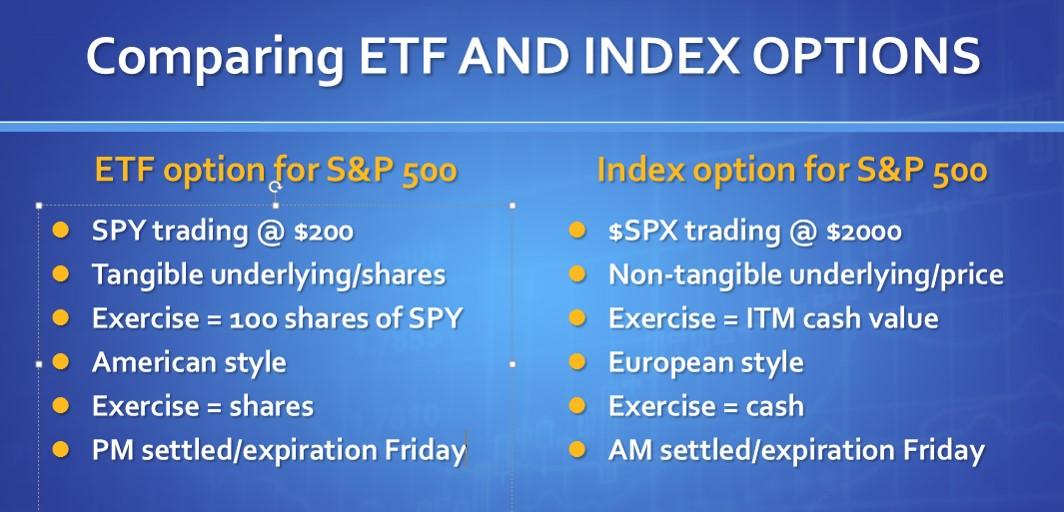 Comparing ETF AND INDEX OPTIONS
ETF option for S&P 500
SPY trading @ $200
Tangible underlying/shares
Exercise = 100 shares of SPY
American style
Exercise = shares
PM settled/expiration Friday
Index option for S&P 500
$SPX trading @ $2000
Non-tangible underlying/price
Exercise = ITM cash value
European style
Exercise = cash
AM settled/expiration Friday